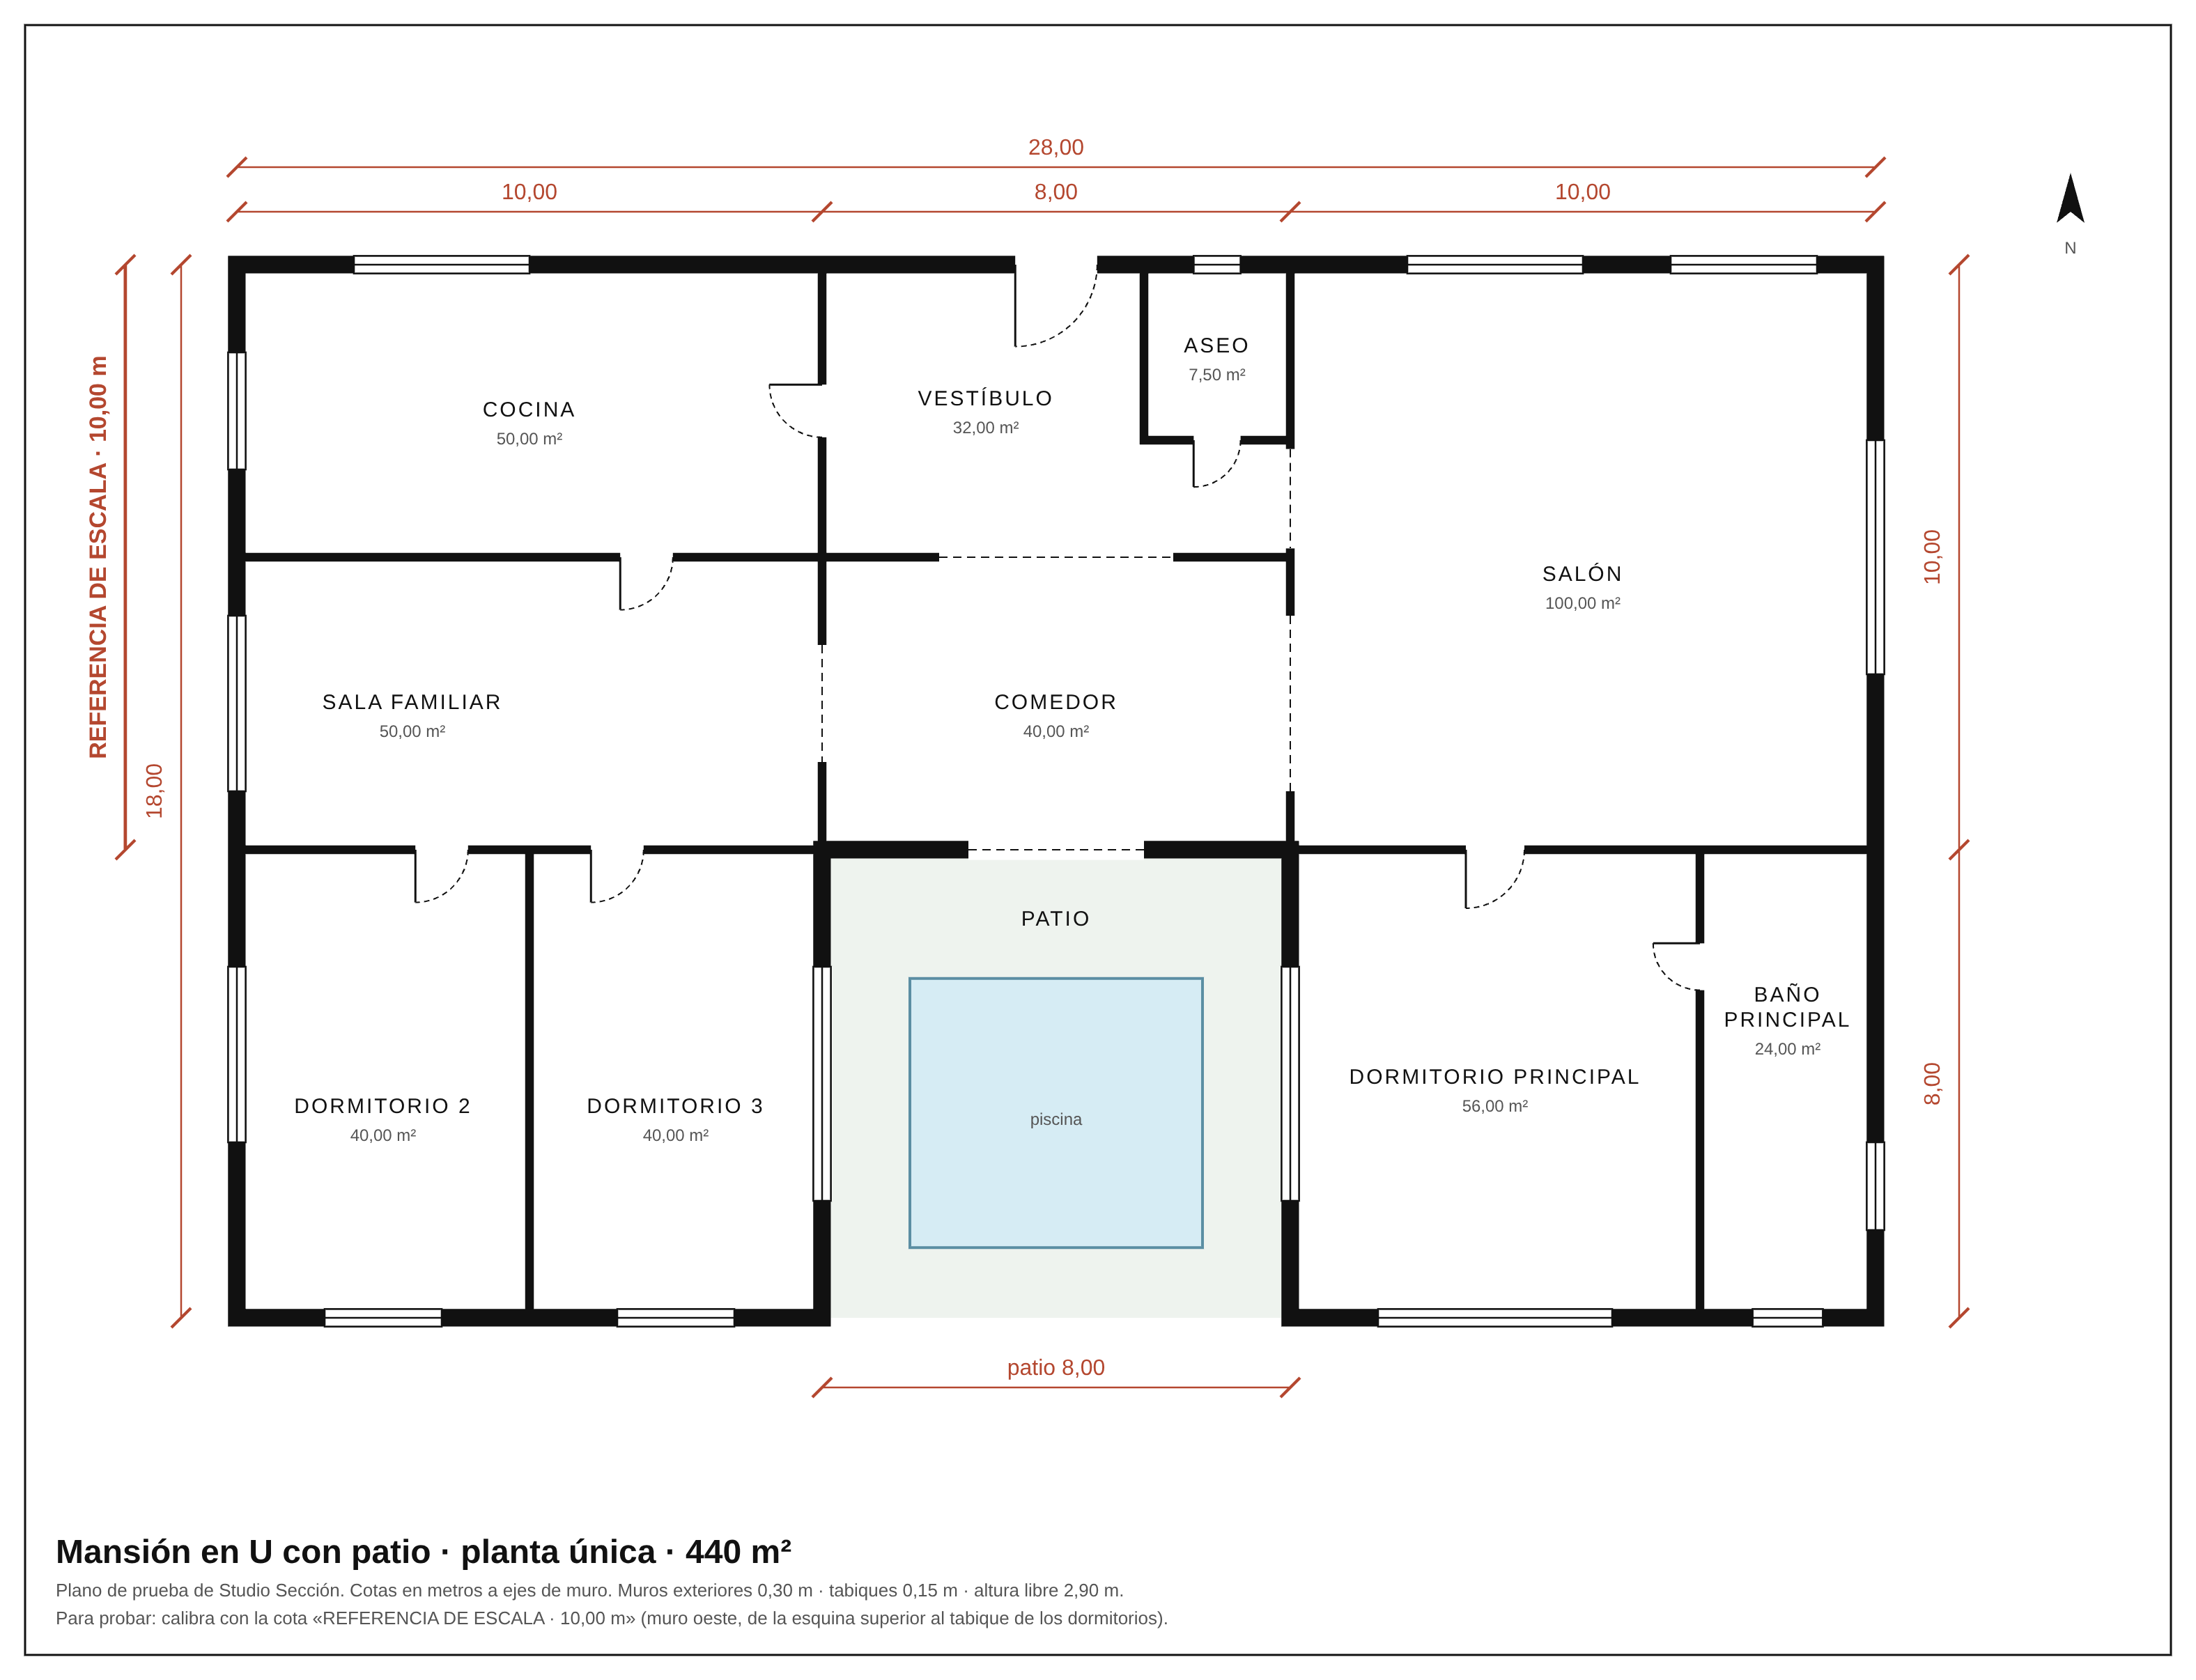 28,00
10,00
8,00
10,00
N
REFERENCIA DE ESCALA · 10,00 m
18,00
COCINA
50,00 m²
VESTÍBULO
32,00 m²
ASEO
7,50 m²
SALÓN
100,00 m²
10,00
SALA FAMILIAR
50,00 m²
COMEDOR
40,00 m²
PATIO
piscina
DORMITORIO 2
40,00 m²
DORMITORIO 3
40,00 m²
DORMITORIO PRINCIPAL
56,00 m²
BAÑO
PRINCIPAL
24,00 m²
8,00
patio 8,00
Mansión en U con patio · planta única · 440 m²
Plano de prueba de Studio Sección. Cotas en metros a ejes de muro. Muros exteriores 0,30 m · tabiques 0,15 m · altura libre 2,90 m.
Para probar: calibra con la cota «REFERENCIA DE ESCALA · 10,00 m» (muro oeste, de la esquina superior al tabique de los dormitorios).